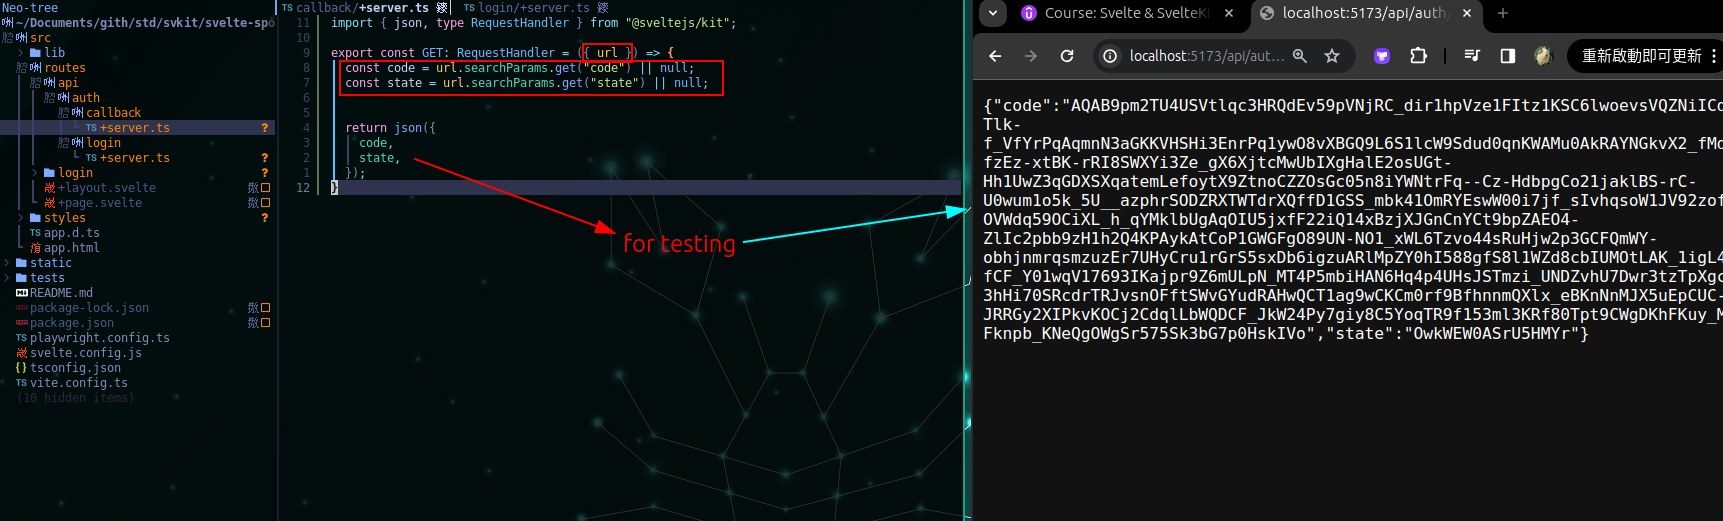 Neo-tree
~/Documents/gith/std/svkit/svelte-spo
src
lib
routes
api
auth
callback
TS +server.ts ?
login
TS +server.ts ?
login ?
+layout.svelte
+page.svelte
styles ?
TS app.d.ts
app.html
static
tests
README.md
package-lock.json
package.json
TS playwright.config.ts
svelte.config.js
{} tsconfig.json
TS vite.config.ts
(10 hidden items)
TS callback/+server.ts
TS login/+server.ts
11 import { json, type RequestHandler } from "@sveltejs/kit";
10
9 export const GET: RequestHandler = ({ url }) => {
8 const code = url.searchParams.get("code") || null;
7 const state = url.searchParams.get("state") || null;
6
5
4 return json({
3 code,
2 state,
1 });
12 }
for testing
Course: Svelte & SvelteKi
localhost:5173/api/auth
localhost:5173/api/aut...
重新啟動即可更新
{"code":"AQAB9pm2TU4USVtlqc3HRQdEv59pVNjRC_dir1hpVze1FItz1KSC6lwoevsVQZNiICo
Tlk-
f_VfYrPqAqmnN3aGKKVHSHi3EnrPq1ywO8vXBGQ9L6S1lcW9Sdud0qnKWAMu0AkRAYNGkvX2_fMd
fzEz-xtBK-rRI8SWXYi3Ze_gX6XjtcMwUbIXgHalE2osUGt-
Hh1UwZ3qGDXSXqatemLefoytX9ZtnoCZZOsGc05n8iYWNtrFq--Cz-HdbpgCo21jaklBS-rC-
U0wum1o5k_5U__azphrSODZRXTWTdrXQffD1GSS_mbk41OmRYEswW00i7jf_sIvhqsoW1JV92zof
OVWdq59OCiXL_h_qYMklbUgAqOIU5jxfF22iQ14xBzjXJGnCnYCt9bpZAEO4-
ZlIc2pbb9zH1h2Q4KPAykAtCoP1GWGFgO89UN-NO1_xWL6Tzvo44sRuHjw2p3GCFQmWY-
obhjnmrqsmzuzEr7UHyCru1rGrS5sxDb6igzuARlMpZY0hI588gfS8l1WZd8cbIUMOtLAK_1igL4
fCF_Y01wqV17693IKajpr9Z6mULpN_MT4P5mbiHAN6Hq4p4UHsJSTmzi_UNDZvhU7Dwr3tzTpXgc
3hHi70SRcdrTRJvsnOFftSWvGYudRAHwQCT1ag9wCKCm0rf9BfhnnmQXlx_eBKnNnMJX5uEpCUC-
JRRGy2XIPkvKOCj2CdqlLbWQDCF_JkW24Py7giy8C5YoqTR9f153ml3KRf80Tpt9CWgDKhFKuy_M
Fknpb_KNeQgOWgSr575Sk3bG7p0HskIVo","state":"OwkWEW0ASrU5HMYr"}